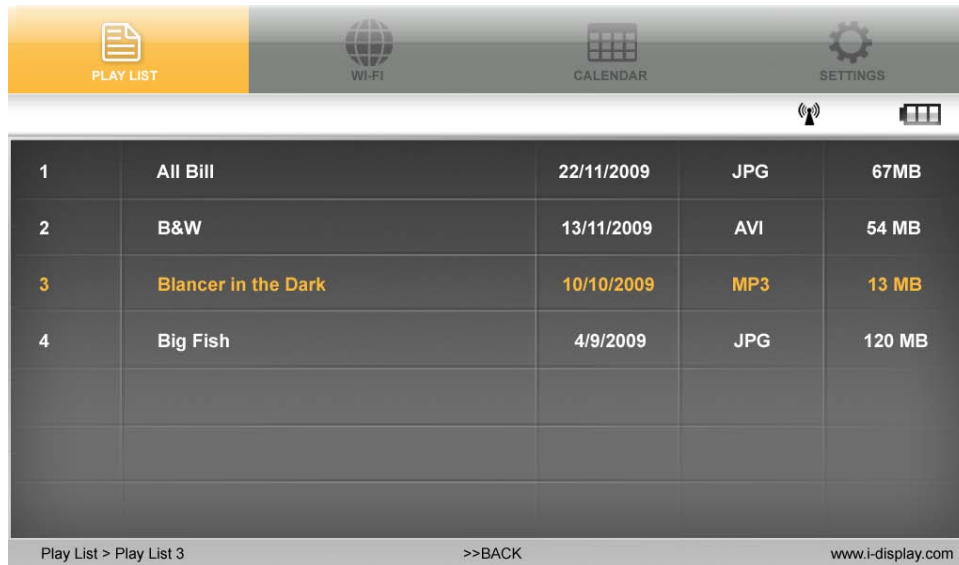 PLAY LIST WI-FI CALENDAR SETTINGS
1 All Bill 22/11/2009 JPG 67MB
2 B&W 13/11/2009 AVI 54 MB
3 Blancer in the Dark 10/10/2009 MP3 13 MB
4 Big Fish 4/9/2009 JPG 120 MB
Play List > Play List 3 >>BACK www.i-display.com